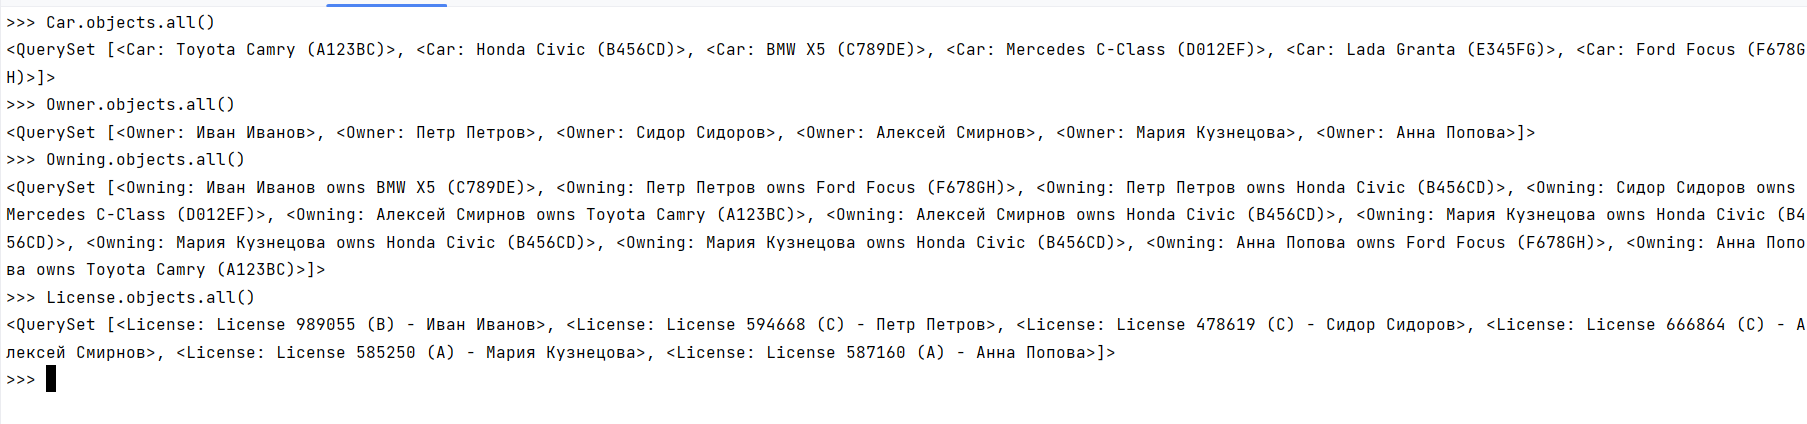 >>> Car.objects.all()
<QuerySet [<Car: Toyota Camry (A123BC)>, <Car: Honda Civic (B456CD)>, <Car: BMW X5 (C789DE)>, <Car: Mercedes C-Class (D012EF)>, <Car: Lada Granta (E345FG)>, <Car: Ford Focus (F678G
H)>]>
>>> Owner.objects.all()
<QuerySet [<Owner: Иван Иванов>, <Owner: Петр Петров>, <Owner: Сидор Сидоров>, <Owner: Алексей Смирнов>, <Owner: Мария Кузнецова>, <Owner: Анна Попова>]>
>>> Owning.objects.all()
<QuerySet [<Owning: Иван Иванов owns BMW X5 (C789DE)>, <Owning: Петр Петров owns Ford Focus (F678GH)>, <Owning: Петр Петров owns Honda Civic (B456CD)>, <Owning: Сидор Сидоров owns
Mercedes C-Class (D012EF)>, <Owning: Алексей Смирнов owns Toyota Camry (A123BC)>, <Owning: Алексей Смирнов owns Honda Civic (B456CD)>, <Owning: Мария Кузнецова owns Honda Civic (B4
56CD)>, <Owning: Мария Кузнецова owns Honda Civic (B456CD)>, <Owning: Мария Кузнецова owns Honda Civic (B456CD)>, <Owning: Анна Попова owns Ford Focus (F678GH)>, <Owning: Анна Попо
ва owns Toyota Camry (A123BC)>]>
>>> License.objects.all()
<QuerySet [<License: License 989055 (B) - Иван Иванов>, <License: License 594668 (C) - Петр Петров>, <License: License 478619 (C) - Сидор Сидоров>, <License: License 666864 (C) - А
лексей Смирнов>, <License: License 585250 (A) - Мария Кузнецова>, <License: License 587160 (A) - Анна Попова>]>
>>>